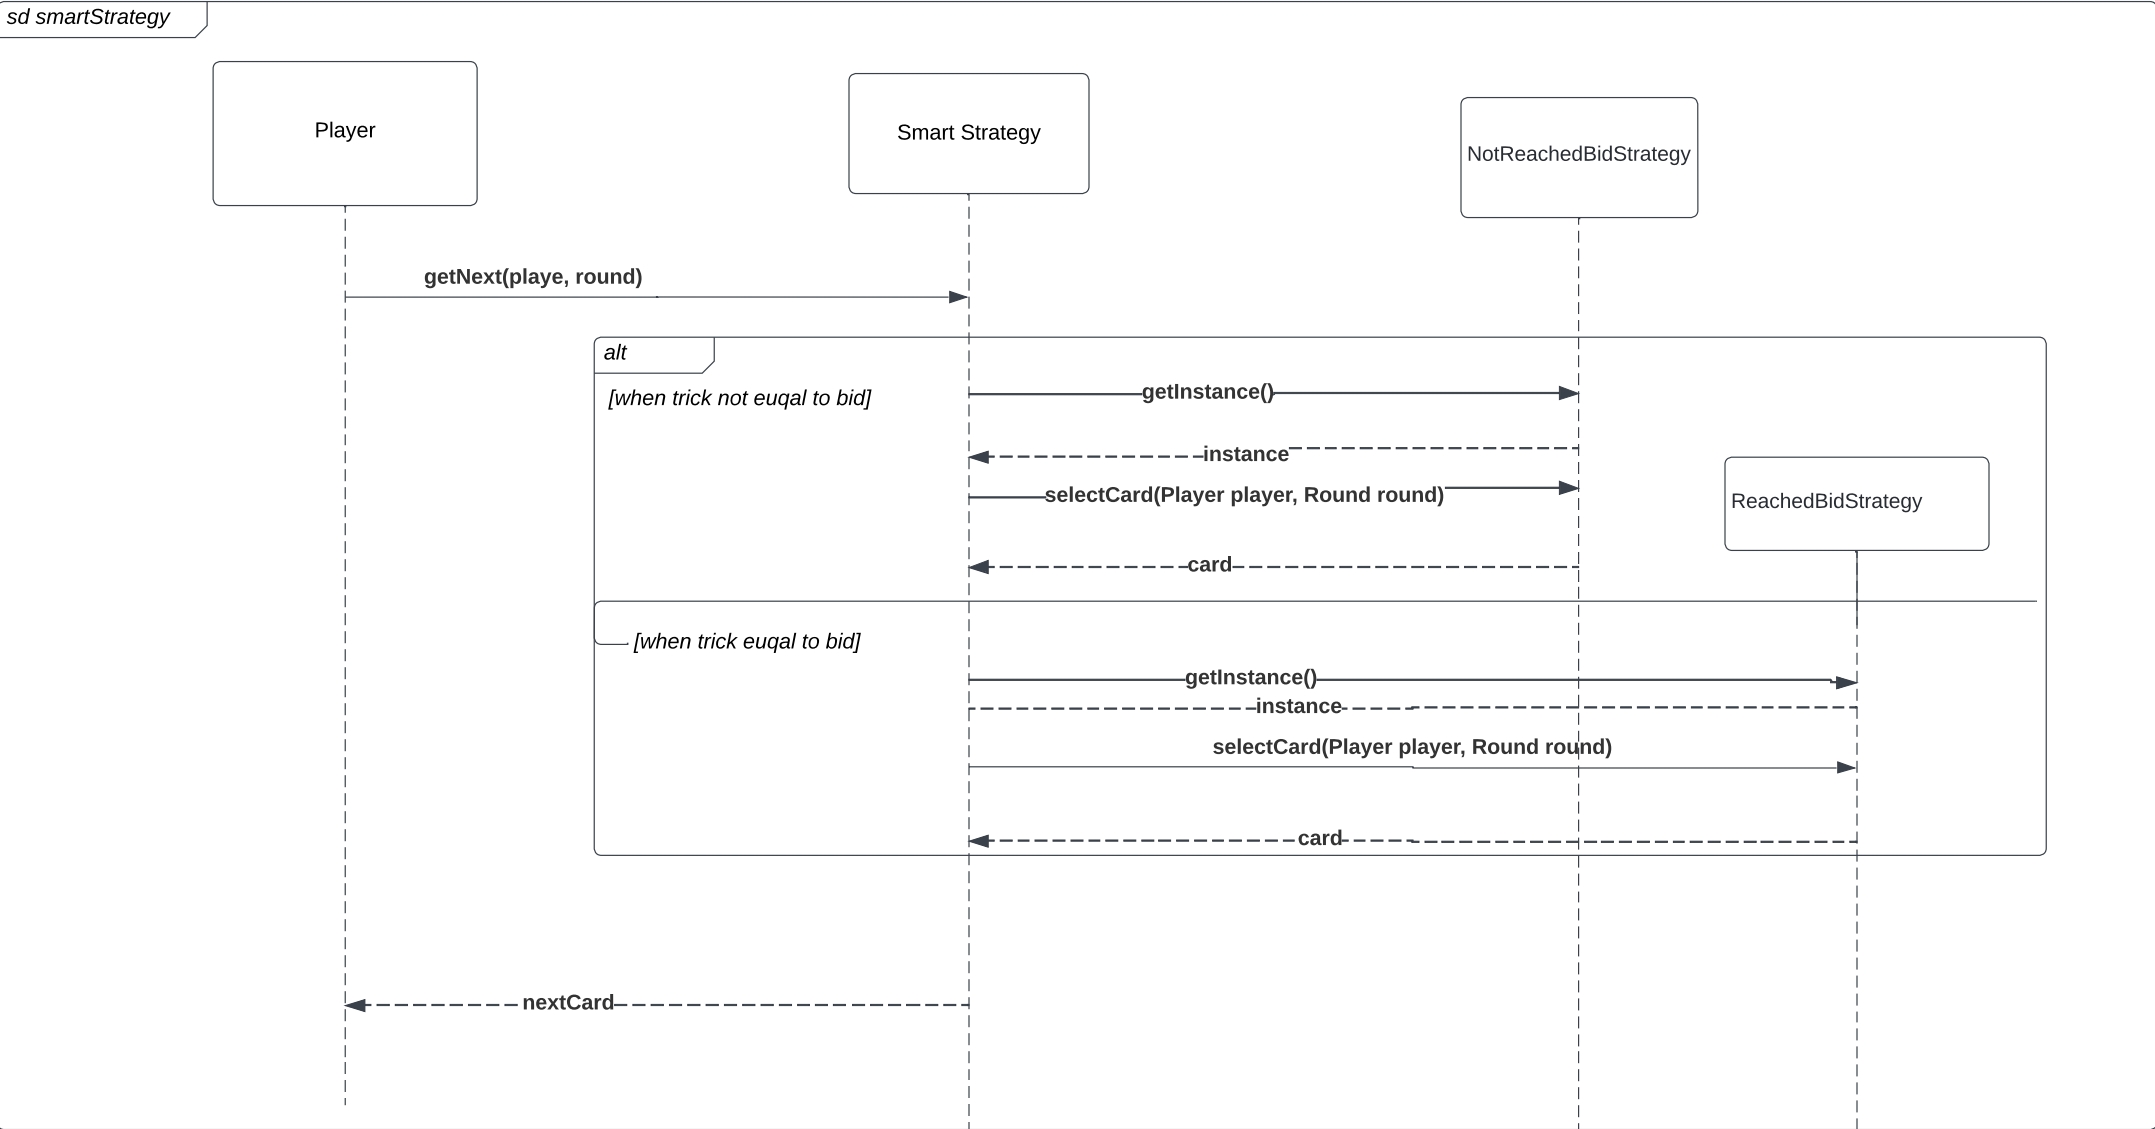 sd smartStrategy
Player
Smart Strategy
NotReachedBidStrategy
getNext(playe, round)
alt
[when trick not euqal to bid]
getInstance()
instance
selectCard(Player player, Round round)
ReachedBidStrategy
card
[when trick euqal to bid]
getInstance()
instance
selectCard(Player player, Round round)
card
nextCard